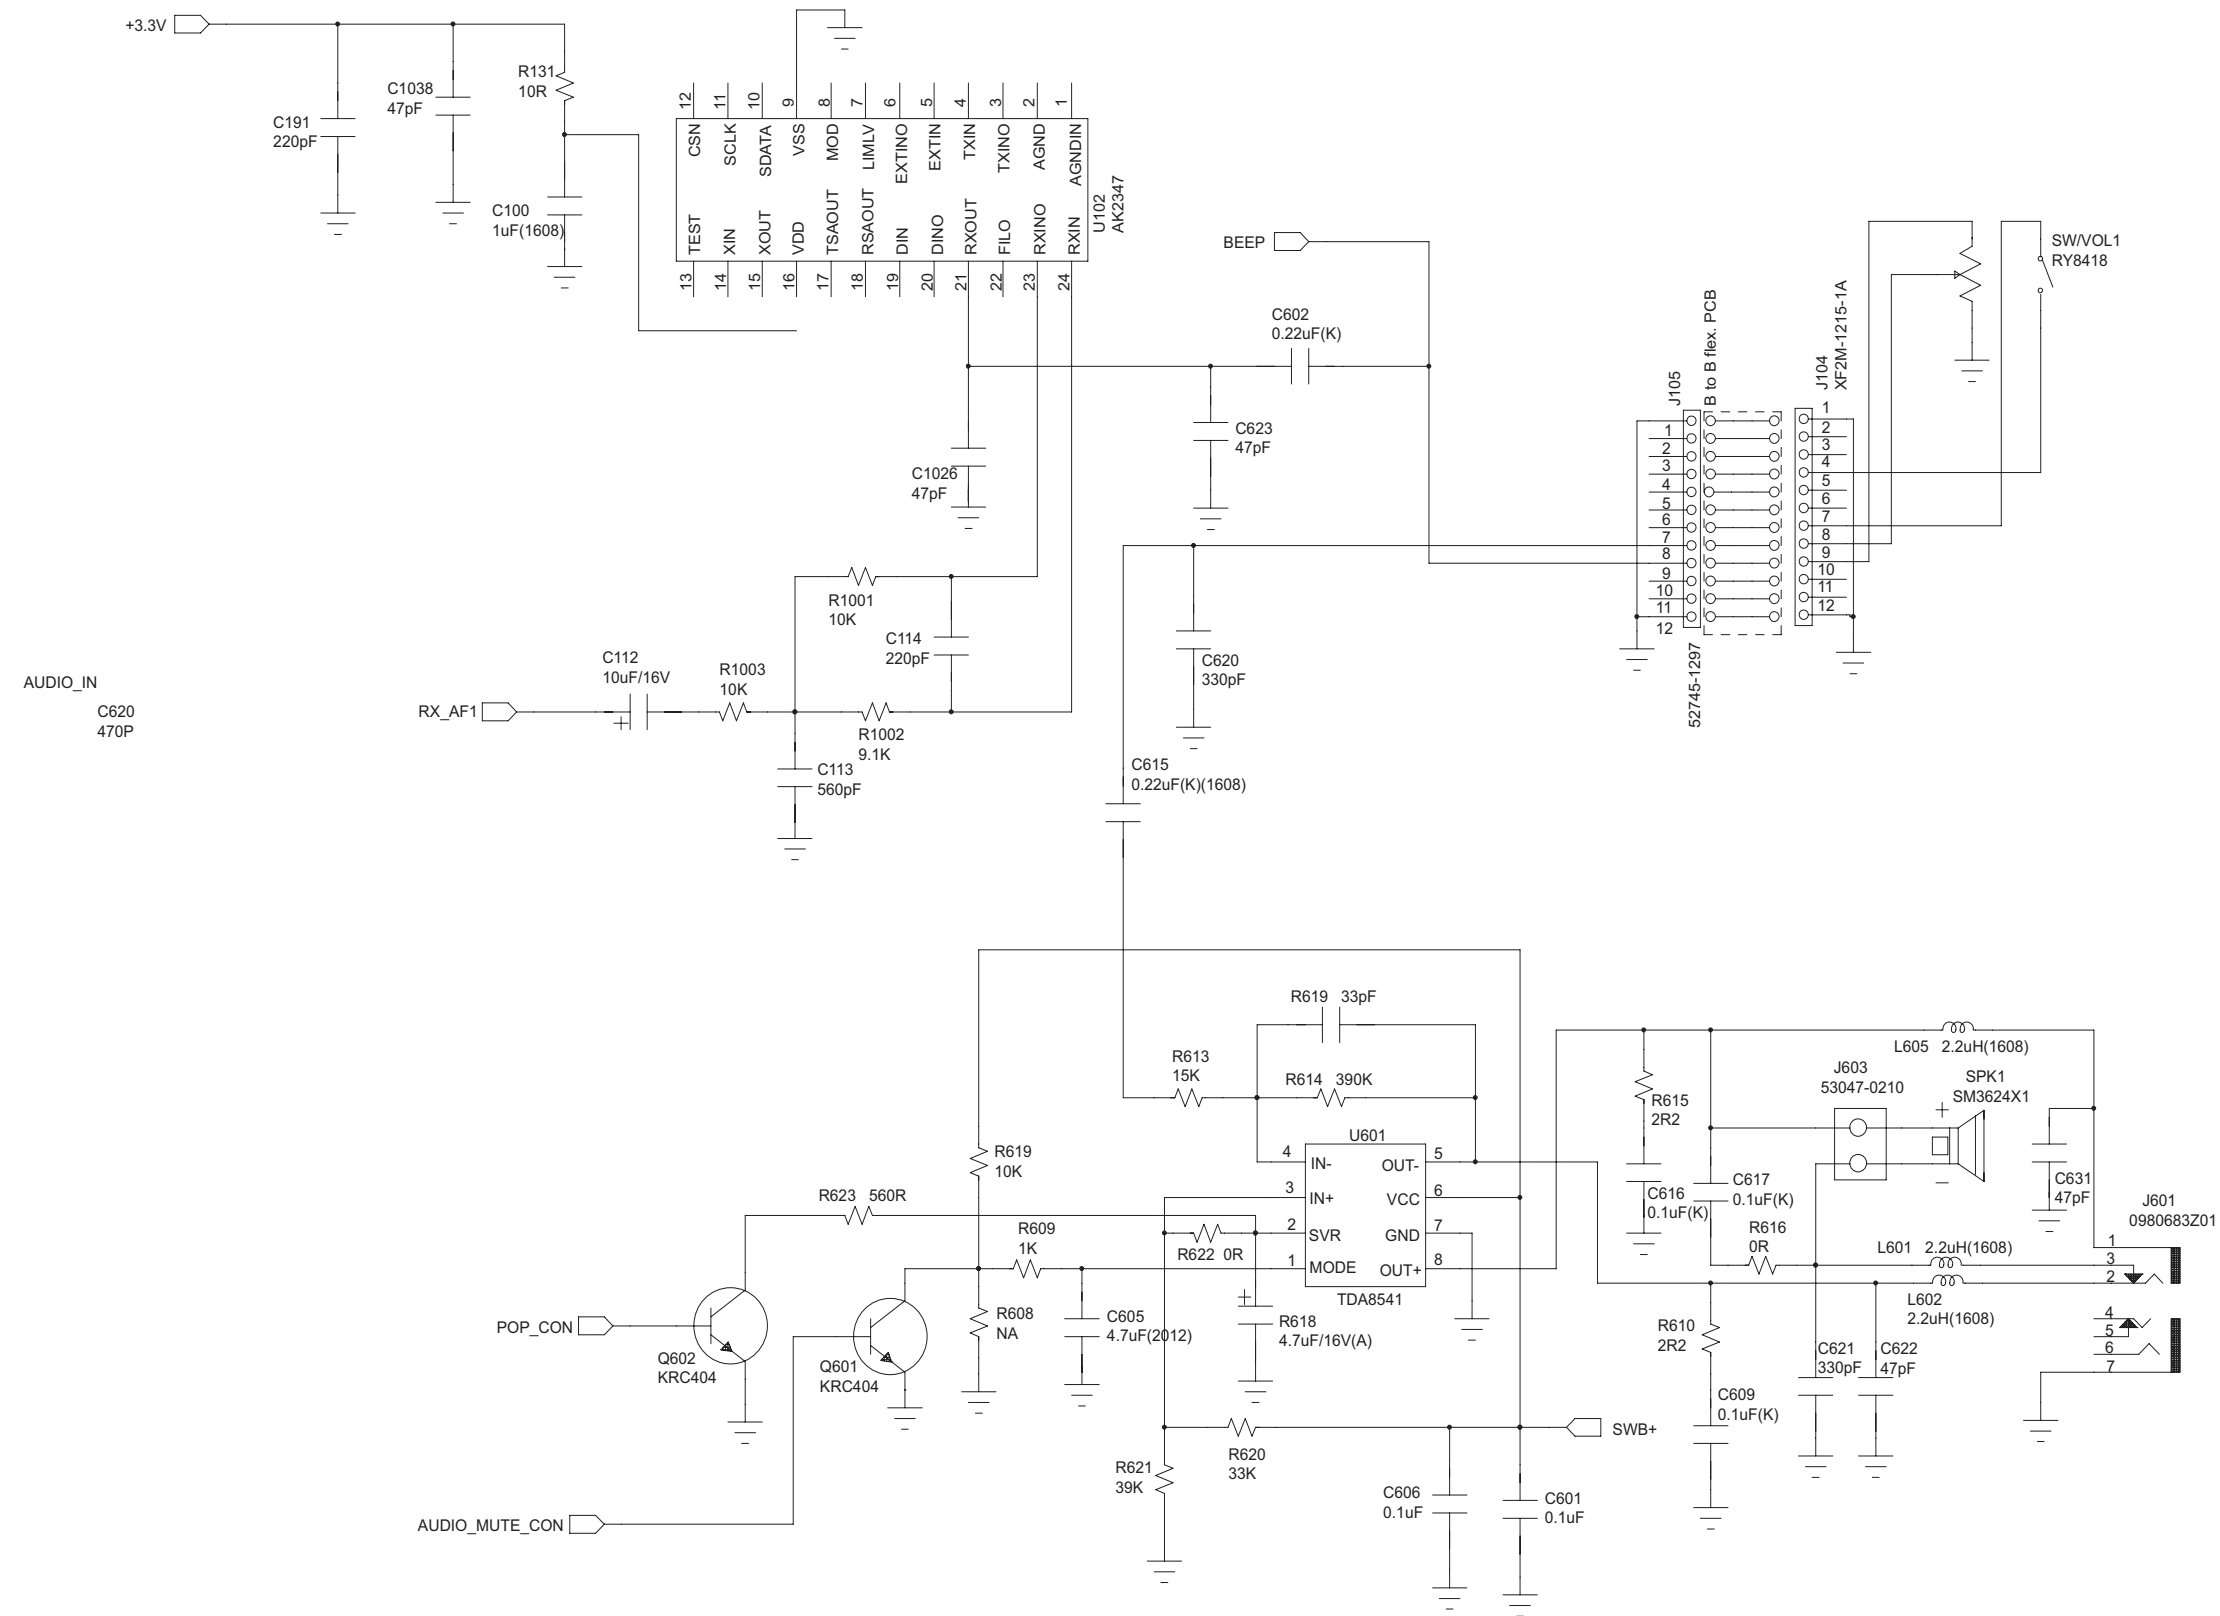 +3.3V
C191
220pF
C1038
47pF
R131
10R
C100
1uF(1608)
12
11
10
9
8
7
6
5
4
3
2
1
CSN
SCLK
SDATA
VSS
MOD
LIMLV
EXTINO
EXTIN
TXIN
TXINO
AGND
AGNDIN
TEST
XIN
XOUT
VDD
TSAOUT
RSAOUT
DIN
DINO
RXOUT
FILO
RXINO
RXIN
13
14
15
16
17
18
19
20
21
22
23
24
U102
AK2347
BEEP
C602
0.22uF(K)
C623
47pF
C1026
47pF
SW/VOL1
RY8418
J105
B to B flex. PCB
J104
XF2M-1215-1A
1
2
3
4
5
6
7
8
9
10
11
12
1
2
3
4
5
6
7
8
9
10
11
12
52745-1297
R1001
10K
C114
220pF
AUDIO_IN
C620
470P
RX_AF1
C112
10uF/16V
+
R1003
10K
R1002
9.1K
C113
560pF
C620
330pF
C615
0.22uF(K)(1608)
R619 33pF
R613
15K
R614 390K
R619
10K
R623 560R
R609
1K
R622 0R
U601
4
3
2
1
IN-
IN+
SVR
MODE
OUT-
VCC
GND
OUT+
5
6
7
8
TDA8541
POP_CON
Q602
KRC404
Q601
KRC404
R608
NA
C605
4.7uF(2012)
+
R618
4.7uF/16V(A)
AUDIO_MUTE_CON
R621
39K
R620
33K
SWB+
C606
0.1uF
C601
0.1uF
L605 2.2uH(1608)
J603
53047-0210
SPK1
SM3624X1
+
−
R615
2R2
C616
0.1uF(K)
C617
0.1uF(K)
R616
0R
C631
47pF
J601
0980683Z01
L601 2.2uH(1608)
L602
2.2uH(1608)
1
3
2
4
5
6
7
R610
2R2
C621
330pF
C622
47pF
C609
0.1uF(K)